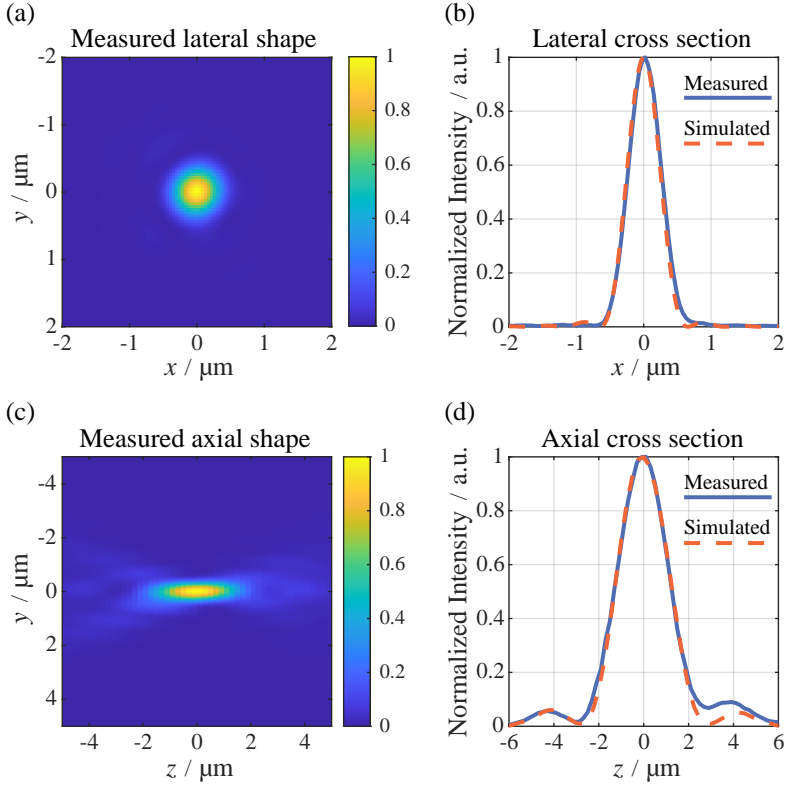 (a)
Measured lateral shape
-2
-1
0
1
2
y / µm
-2 -1 0 1 2
x / µm
1
0.8
0.6
0.4
0.2
0
(b)
Lateral cross section
1
0.8
0.6
0.4
0.2
0
Normalized Intensity / a.u.
Measured
Simulated
-2 -1 0 1 2
x / µm
(c)
Measured axial shape
-4
-2
0
2
4
y / µm
-4 -2 0 2 4
z / µm
1
0.8
0.6
0.4
0.2
0
(d)
Axial cross section
1
0.8
0.6
0.4
0.2
0
Normalized Intensity / a.u.
Measured
Simulated
-6 -4 -2 0 2 4 6
z / µm